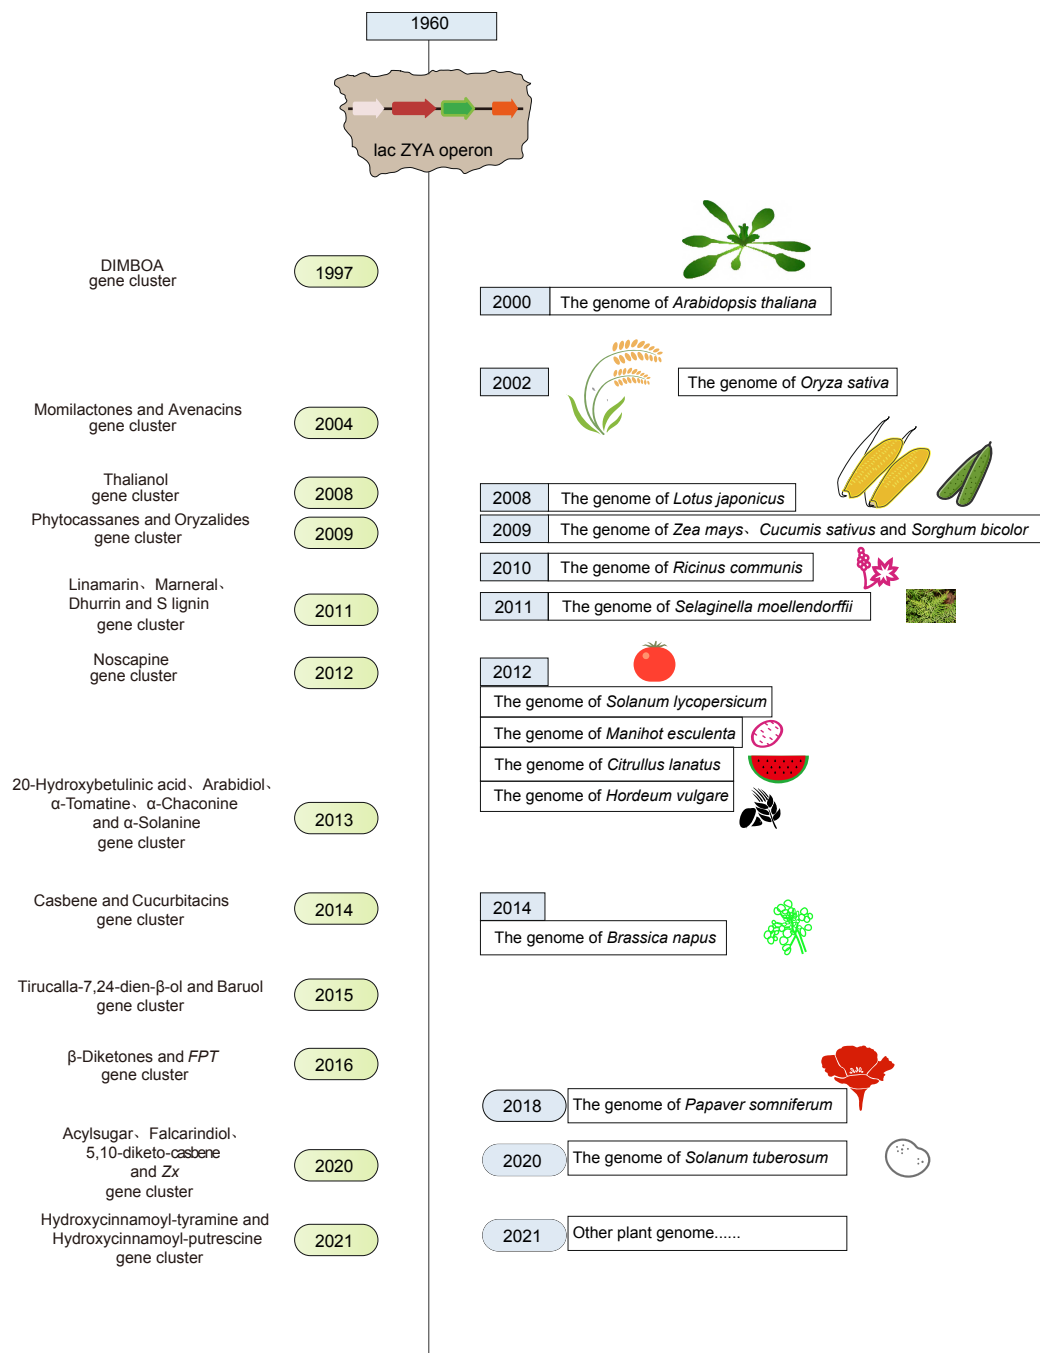 1960
lac ZYA operon
DIMBOA
gene cluster
1997
2000
The genome of Arabidopsis thaliana
2002
The genome of Oryza sativa
Momilactones and Avenacins
gene cluster
2004
Thalianol
gene cluster
2008
2008
The genome of Lotus japonicus
Phytocassanes and Oryzalides
gene cluster
2009
2009
The genome of Zea mays、Cucumis sativus and Sorghum bicolor
2010
The genome of Ricinus communis
Linamarin、Marneral、
Dhurrin and S lignin
gene cluster
2011
2011
The genome of Selaginella moellendorffii
Noscapine
gene cluster
2012
2012
The genome of Solanum lycopersicum
The genome of Manihot esculenta
The genome of Citrullus lanatus
The genome of Hordeum vulgare
20-Hydroxybetulinic acid、Arabidiol、
α-Tomatine、α-Chaconine
and α-Solanine
gene cluster
2013
Casbene and Cucurbitacins
gene cluster
2014
2014
The genome of Brassica napus
Tirucalla-7,24-dien-β-ol and Baruol
gene cluster
2015
β-Diketones and FPT
gene cluster
2016
2018
The genome of Papaver somniferum
Acylsugar、Falcarindiol、
5,10-diketo-casbene
and Zx
gene cluster
2020
2020
The genome of Solanum tuberosum
Hydroxycinnamoyl-tyramine and
Hydroxycinnamoyl-putrescine
gene cluster
2021
2021
Other plant genome......